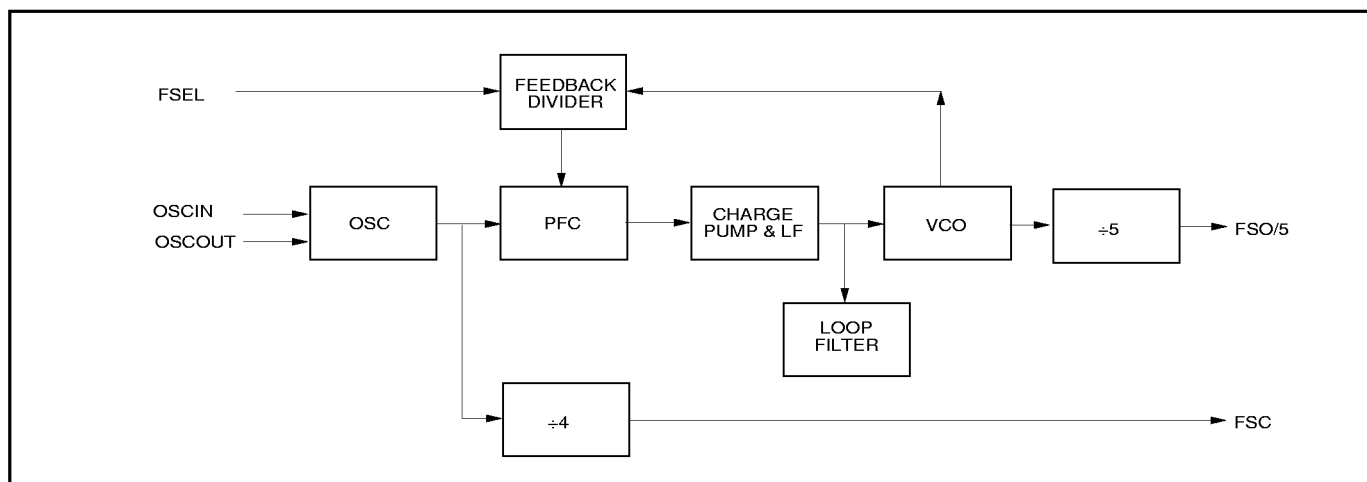 FSEL
FEEDBACK
DIVIDER
OSCIN
OSCOUT
OSC
PFC
CHARGE
PUMP & LF
VCO
÷5
FSO/5
LOOP
FILTER
÷4
FSC